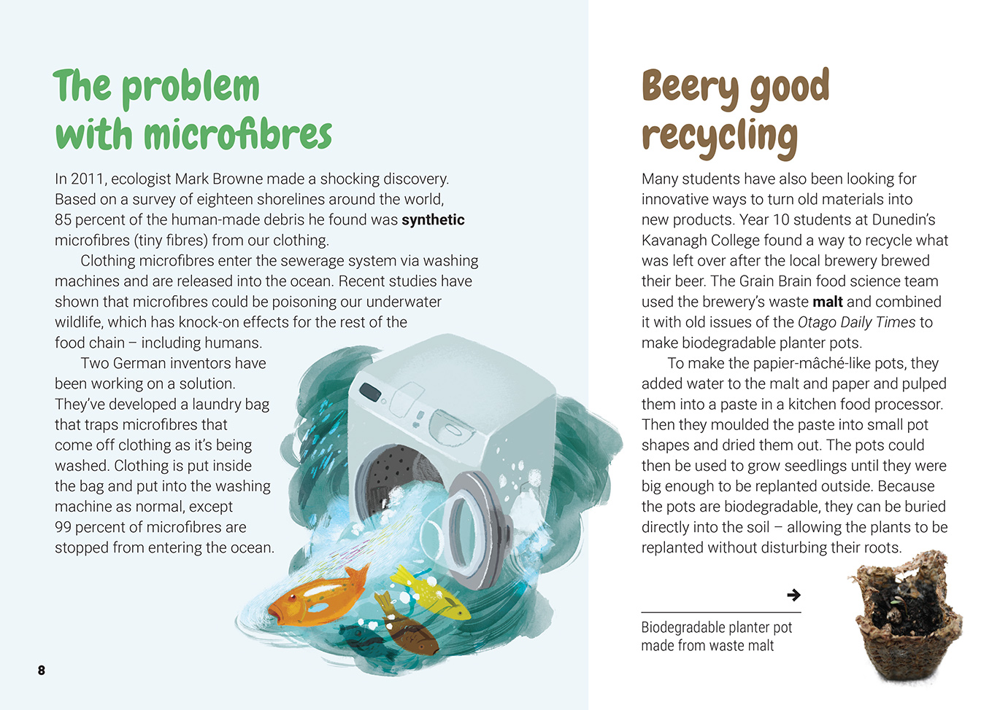 The problem
with microfibres
In 2011, ecologist Mark Browne made a shocking discovery.
Based on a survey of eighteen shorelines around the world,
85 percent of the human-made debris he found was synthetic
microfibres (tiny fibres) from our clothing.
Clothing microfibres enter the sewerage system via washing
machines and are released into the ocean. Recent studies have
shown that microfibres could be poisoning our underwater
wildlife, which has knock-on effects for the rest of the
food chain – including humans.
Two German inventors have
been working on a solution.
They’ve developed a laundry bag
that traps microfibres that
come off clothing as it’s being
washed. Clothing is put inside
the bag and put into the washing
machine as normal, except
99 percent of microfibres are
stopped from entering the ocean.
8
Beery good
recycling
Many students have also been looking for
innovative ways to turn old materials into
new products. Year 10 students at Dunedin’s
Kavanagh College found a way to recycle what
was left over after the local brewery brewed
their beer. The Grain Brain food science team
used the brewery’s waste malt and combined
it with old issues of the Otago Daily Times to
make biodegradable planter pots.
To make the papier-mâché-like pots, they
added water to the malt and paper and pulped
them into a paste in a kitchen food processor.
Then they moulded the paste into small pot
shapes and dried them out. The pots could
then be used to grow seedlings until they were
big enough to be replanted outside. Because
the pots are biodegradable, they can be buried
directly into the soil – allowing the plants to be
replanted without disturbing their roots.
Biodegradable planter pot
made from waste malt